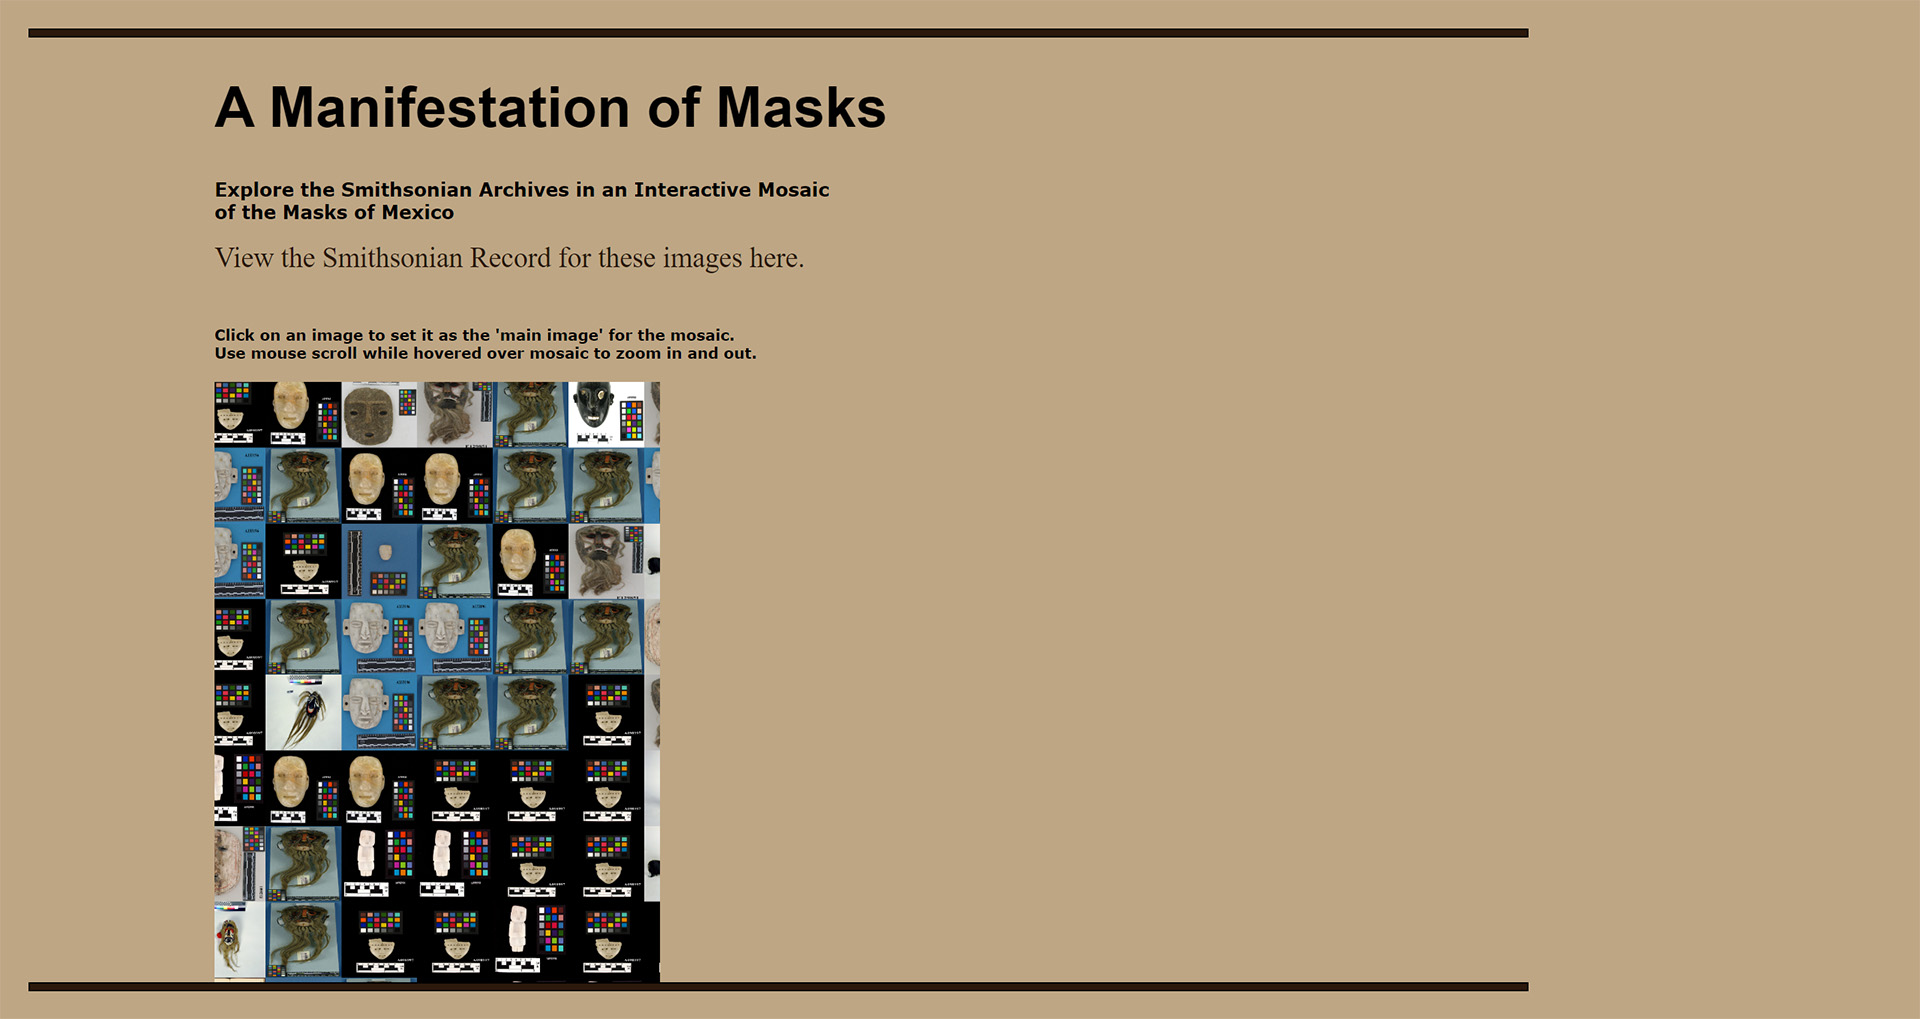 A Manifestation of Masks
Explore the Smithsonian Archives in an Interactive Mosaic
of the Masks of Mexico
View the Smithsonian Record for these images here.
Click on an image to set it as the 'main image' for the mosaic.
Use mouse scroll while hovered over mosaic to zoom in and out.